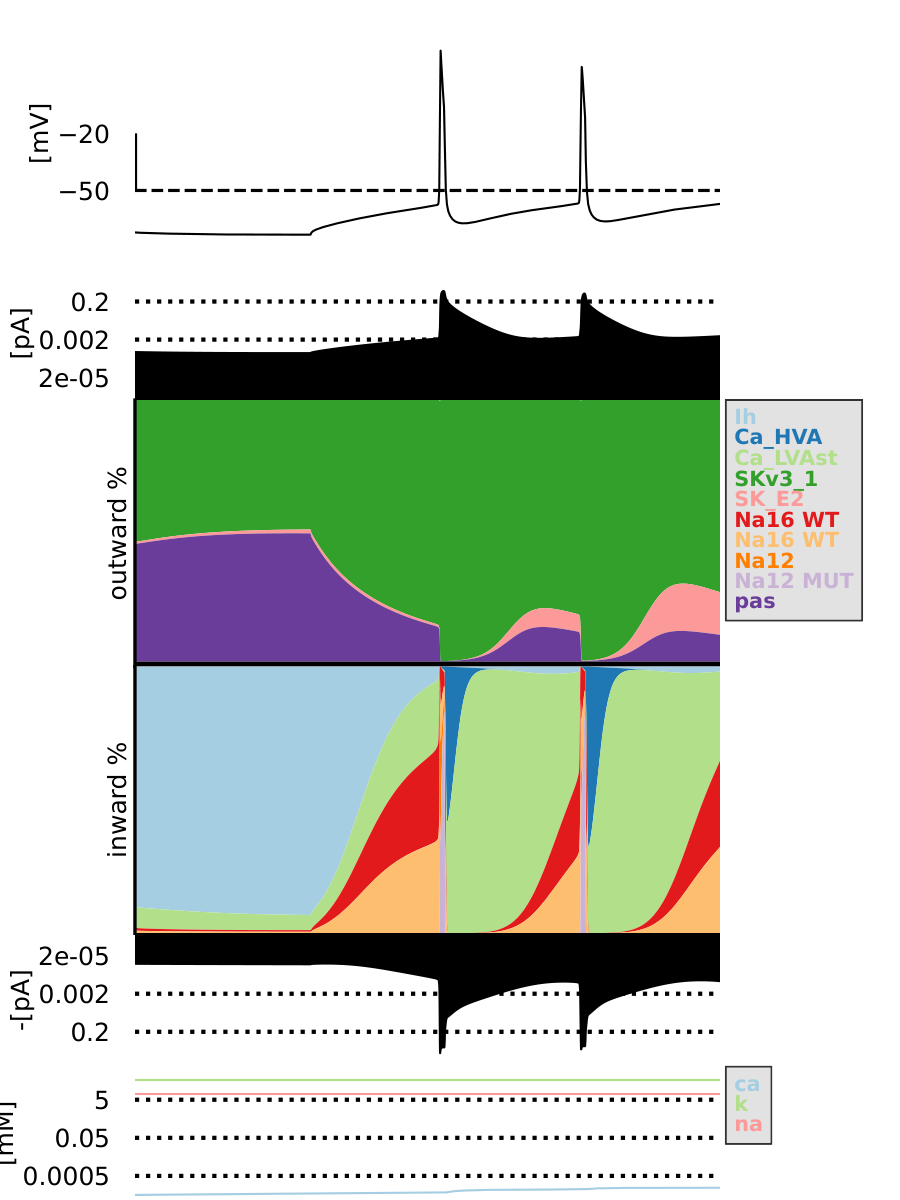 [mV]
−20
−50
[pA]
0.2
0.002
2e-05
outward %
Ih
Ca_HVA
Ca_LVAst
SKv3_1
SK_E2
Na16 WT
Na16 WT
Na12
Na12 MUT
pas
inward %
-[pA]
2e-05
0.002
0.2
[mM]
5
0.05
0.0005
ca
k
na